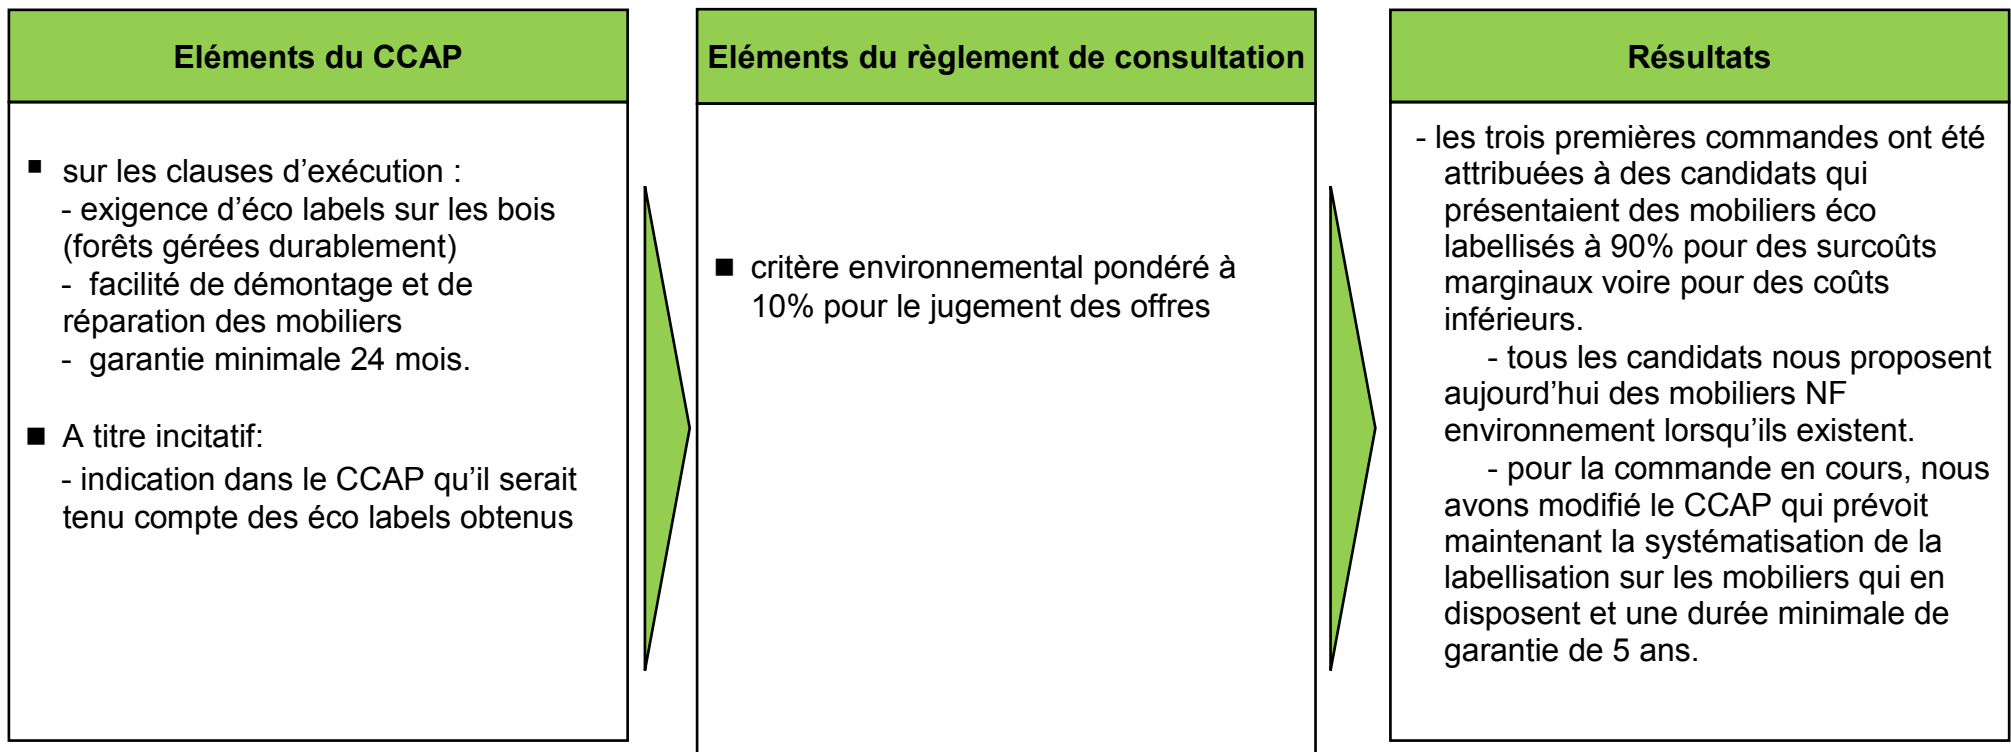 Eléments du CCAP
■ sur les clauses d’exécution :
- exigence d’éco labels sur les bois
(forêts gérées durablement)
- facilité de démontage et de
réparation des mobiliers
- garantie minimale 24 mois.
■ A titre incitatif:
- indication dans le CCAP qu’il serait
tenu compte des éco labels obtenus
Eléments du règlement de consultation
■ critère environnemental pondéré à
10% pour le jugement des offres
Résultats
- les trois premières commandes ont été
attribuées à des candidats qui
présentaient des mobiliers éco
labellisés à 90% pour des surcoûts
marginaux voire pour des coûts
inférieurs.
- tous les candidats nous proposent
aujourd’hui des mobiliers NF
environnement lorsqu’ils existent.
- pour la commande en cours, nous
avons modifié le CCAP qui prévoit
maintenant la systématisation de la
labellisation sur les mobiliers qui en
disposent et une durée minimale de
garantie de 5 ans.